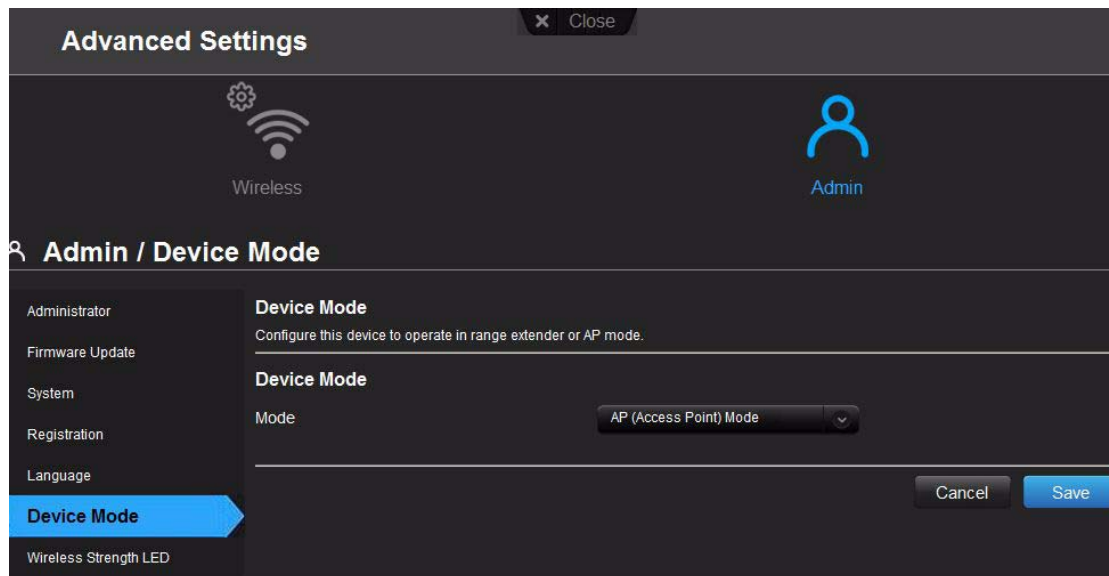 Close
Advanced Settings
Wireless
Admin
Admin / Device Mode
Administrator
Firmware Update
System
Registration
Language
Device Mode
Wireless Strength LED
Device Mode
Configure this device to operate in range extender or AP mode.
Device Mode
Mode
AP (Access Point) Mode
Cancel
Save